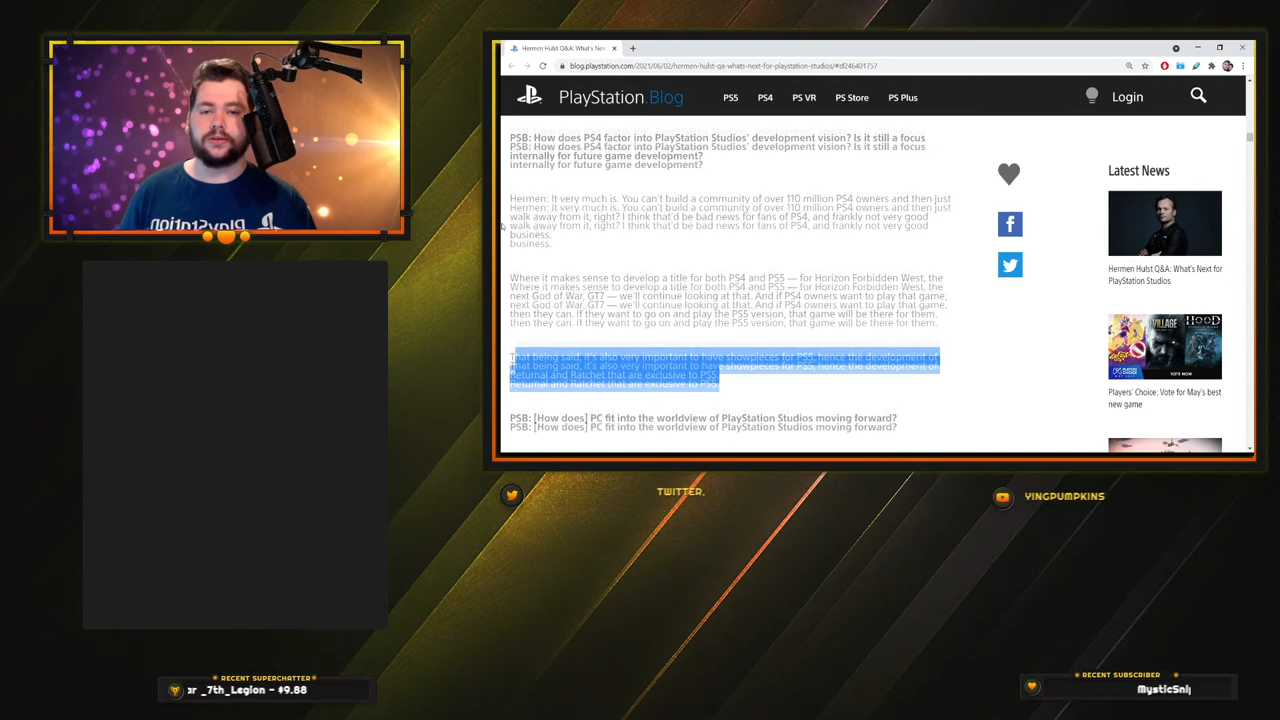 Hermen Hulst Q&A: What's Next
blog.playstation.com/2021/06/02/hermen-hulst-qa-whats-next-for-playstation-studios/#sf246401757
PlayStation.Blog
PS5
PS4
PS VR
PS Store
PS Plus
Login
PSB: How does PS4 factor into PlayStation Studios' development vision? Is it still a focus
internally for future game development?
Hermen: It very much is. You can't build a community of over 110 million PS4 owners and then just
walk away from it, right? I think that'd be bad news for fans of PS4, and frankly not very good
business.
Where it makes sense to develop a title for both PS4 and PS5 — for Horizon Forbidden West, the
next God of War, GT7 — we'll continue looking at that. And if PS4 owners want to play that game,
then they can. If they want to go on and play the PS5 version, that game will be there for them.
That being said, it's also very important to have showpieces for PS5, hence the development of
Returnal and Ratchet that are exclusive to PS5.
PSB: [How does] PC fit into the worldview of PlayStation Studios moving forward?
Latest News
Hermen Hulst Q&A: What's Next for
PlayStation Studios
VILLAGE
HOOD
VOTE NOW
Players' Choice: Vote for May's best
new game
PlayStation
TWITTER.
YINGPUMPKINS
RECENT SUPERCHATTER
ar _7th_Legion - $9.88
RECENT SUBSCRIBER
MysticSni